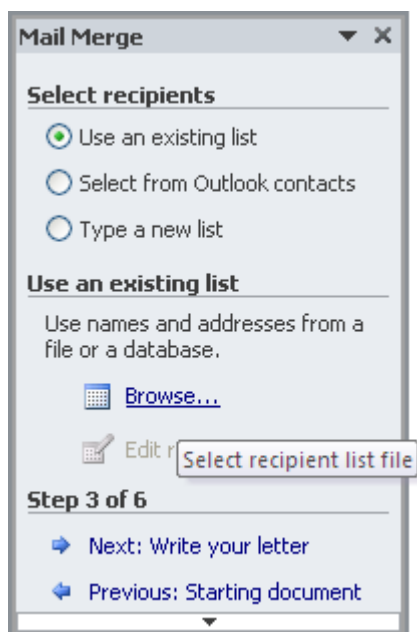 Mail Merge
Select recipients
Use an existing list
Select from Outlook contacts
Type a new list
Use an existing list
Use names and addresses from a
file or a database.
Browse...
Edit
Select recipient list file
Step 3 of 6
Next: Write your letter
Previous: Starting document